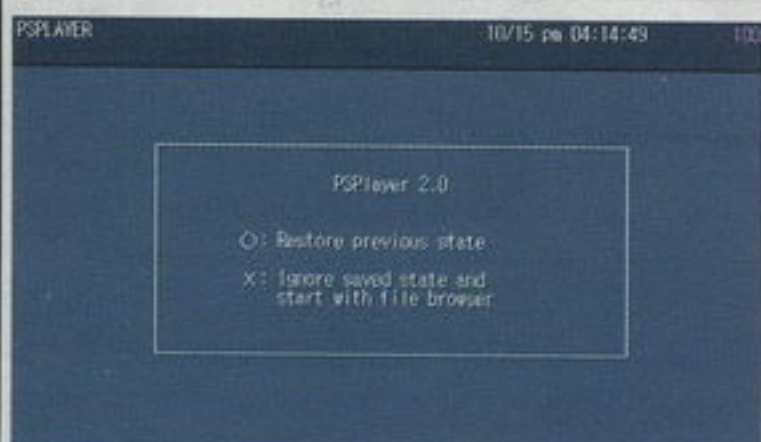 PSPLAYER
10/15 pm 04:14:49
100
PSPlayer 2.0
○: Restore previous state
X: Ignore saved state and
start with file browser